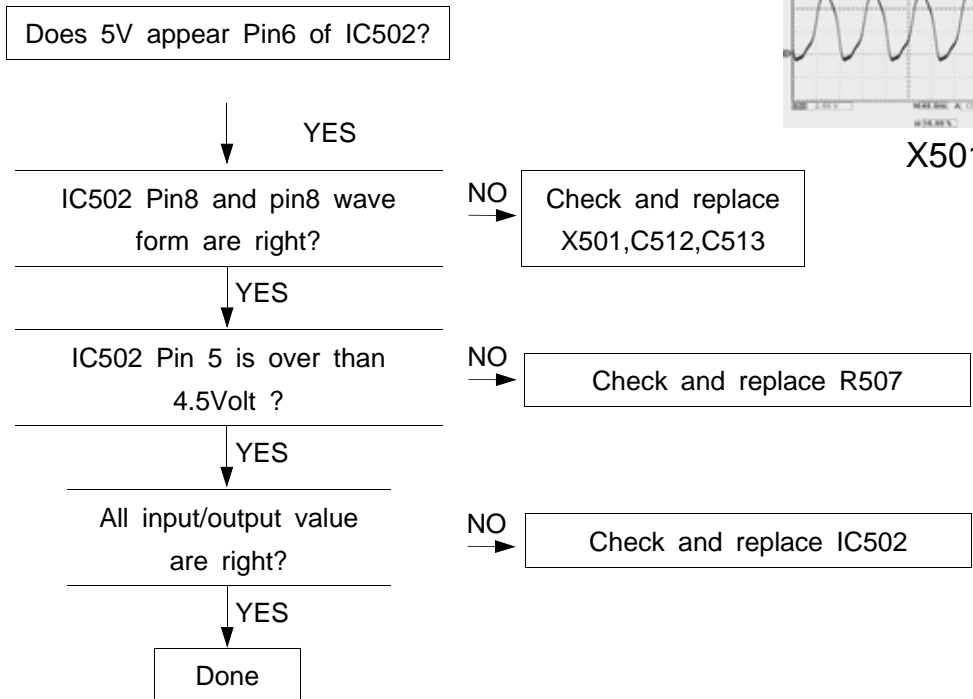 Does 5V appear Pin6 of IC502?
YES
IC502 Pin8 and pin8 wave
form are right?
NO
Check and replace
X501,C512,C513
YES
IC502 Pin 5 is over than
4.5Volt ?
NO
Check and replace R507
YES
All input/output value
are right?
NO
Check and replace IC502
YES
Done
X501